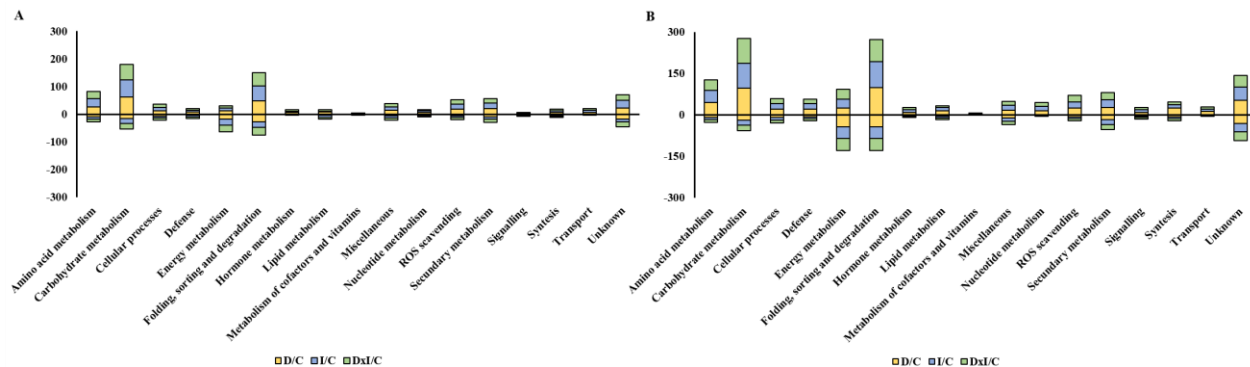 A
300
200
100
0
-100
-200
-300
Amino acid metabolism
Carbohydrate metabolism
Cellular processes
Defense
Energy metabolism
Folding, sorting and degradation
Hormone metabolism
Lipid metabolism
Metabolism of cofactors and vitamins
Miscellaneous
Nucleotide metabolism
ROS scavending
Secondary metabolism
Signalling
Syntesis
Transport
Unknown
D/C I/C DxI/C
B
300
150
0
-150
-300
Amino acid metabolism
Carbohydrate metabolism
Cellular processes
Defense
Energy metabolism
Folding, sorting and degradation
Hormone metabolism
Lipid metabolism
Metabolism of cofactors and vitamins
Miscellaneous
Nucleotide metabolism
ROS scavending
Secondary metabolism
Signalling
Syntesis
Transport
Unknown
D/C I/C DxI/C